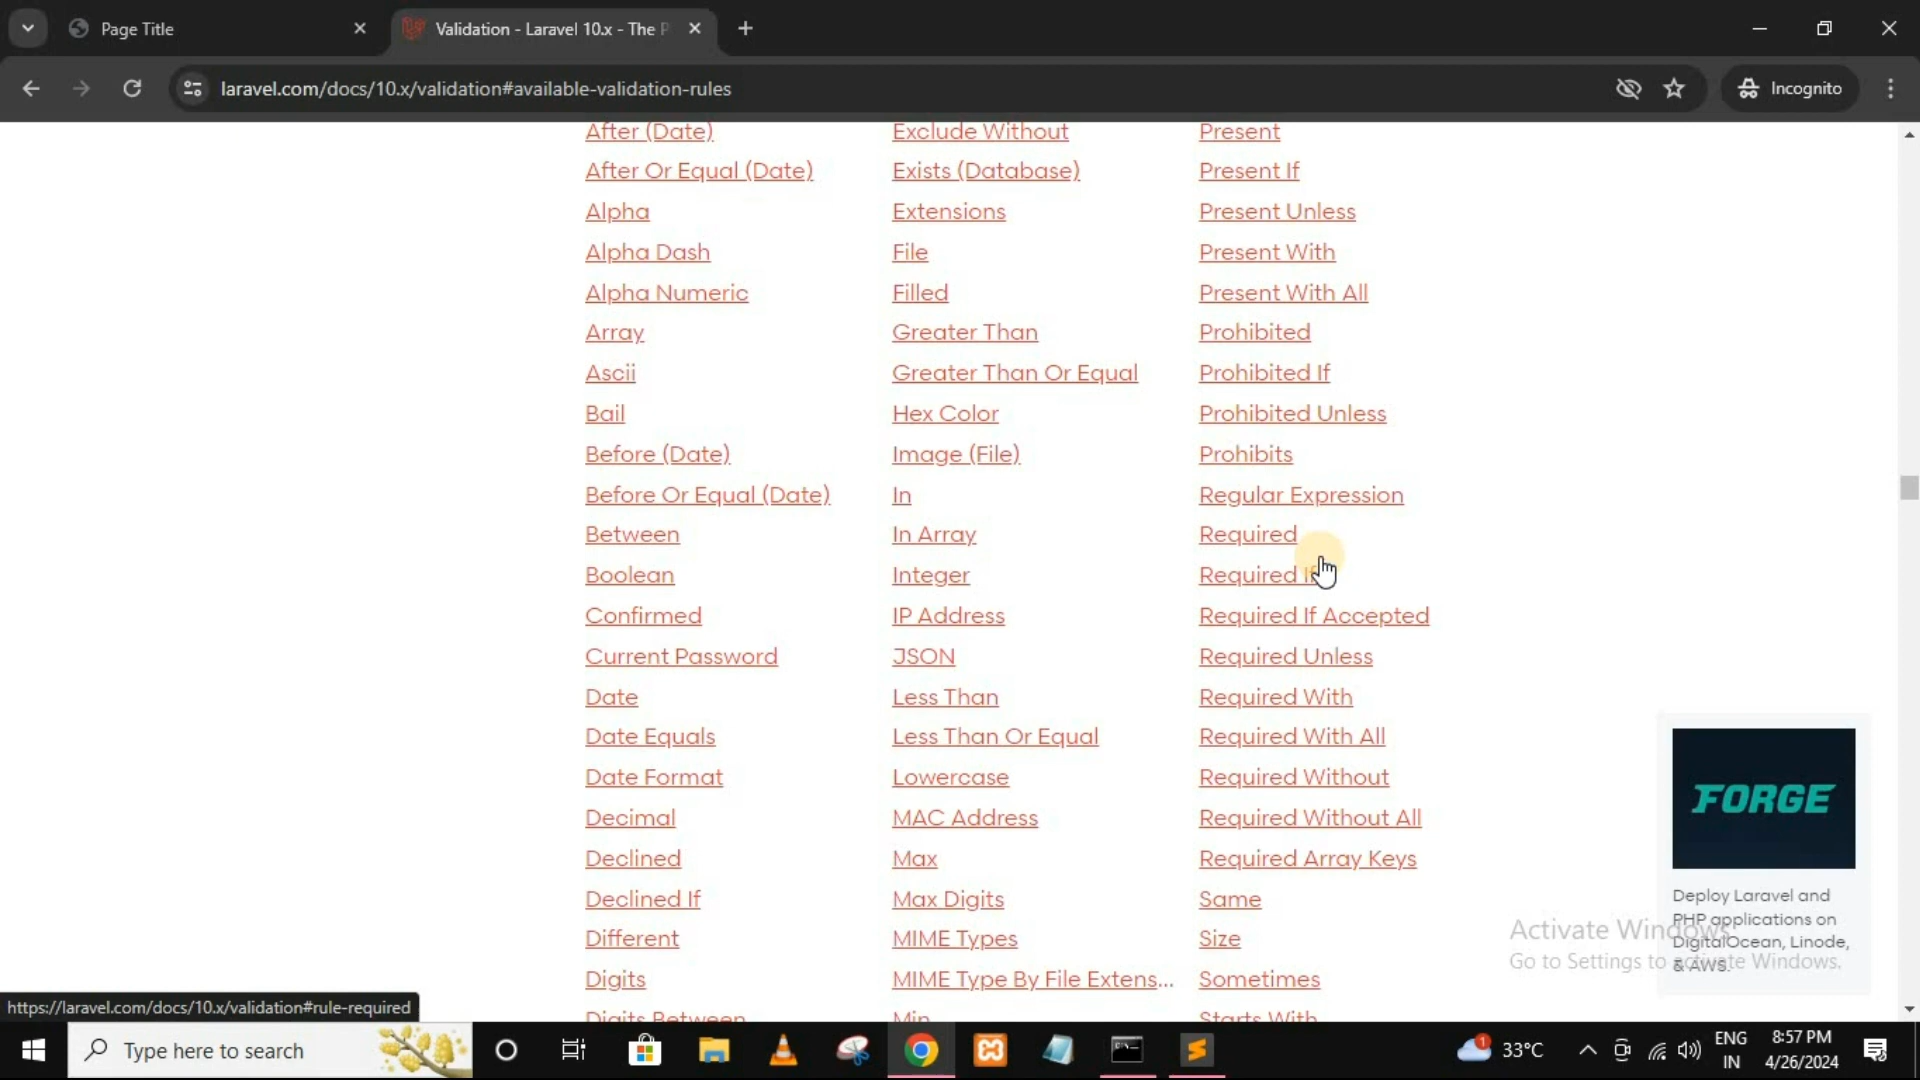 Page Title
Validation - Laravel 10.x - The P
laravel.com/docs/10.x/validation#available-validation-rules
Incognito
After (Date)
After Or Equal (Date)
Alpha
Alpha Dash
Alpha Numeric
Array
Ascii
Bail
Before (Date)
Before Or Equal (Date)
Between
Boolean
Confirmed
Current Password
Date
Date Equals
Date Format
Decimal
Declined
Declined If
Different
Digits
Digits Between
Exclude Without
Exists (Database)
Extensions
File
Filled
Greater Than
Greater Than Or Equal
Hex Color
Image (File)
In
In Array
Integer
IP Address
JSON
Less Than
Less Than Or Equal
Lowercase
MAC Address
Max
Max Digits
MIME Types
MIME Type By File Extens...
Min
Present
Present If
Present Unless
Present With
Present With All
Prohibited
Prohibited If
Prohibited Unless
Prohibits
Regular Expression
Required
Required If
Required If Accepted
Required Unless
Required With
Required With All
Required Without
Required Without All
Required Array Keys
Same
Size
Sometimes
Starts With
FORGE
Deploy Laravel and
PHP applications on
DigitalOcean, Linode,
& AWS.
Activate Windows
Go to Settings to activate Windows.
https://laravel.com/docs/10.x/validation#rule-required
Type here to search
1
33°C
ENG
IN
8:57 PM
4/26/2024